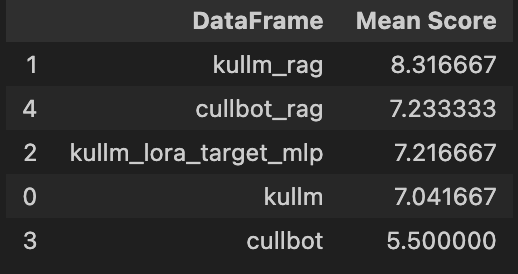 DataFrame Mean Score
1 kullm_rag 8.316667
4 cullbot_rag 7.233333
2 kullm_lora_target_mlp 7.216667
0 kullm 7.041667
3 cullbot 5.500000